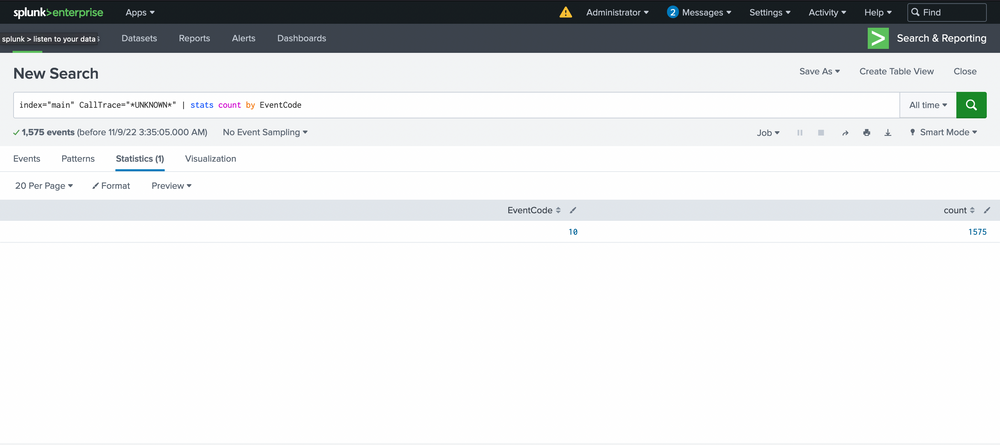 splunk>enterprise Apps Administrator 2 Messages Settings Activity Help Find
splunk > listen to your data Datasets Reports Alerts Dashboards Search & Reporting
New Search Save As Create Table View Close
index="main" CallTrace="*UNKNOWN*" | stats count by EventCode All time
1,575 events (before 11/9/22 3:35:05.000 AM) No Event Sampling Job Smart Mode
Events Patterns Statistics (1) Visualization
20 Per Page Format Preview
EventCode count
10 1575